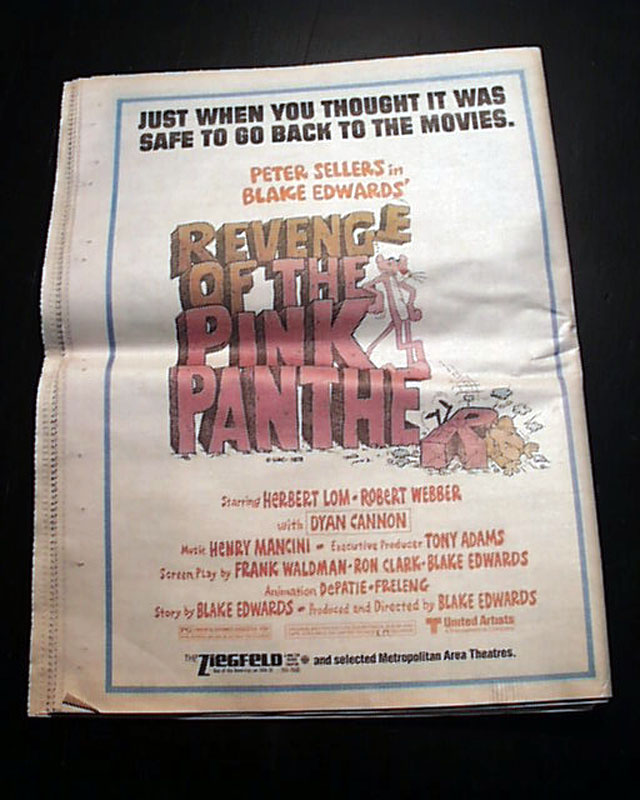 JUST WHEN YOU THOUGHT IT WAS
SAFE TO GO BACK TO THE MOVIES.
PETER SELLERS in
BLAKE EDWARDS'
REVENGE
OF THE
PINK
PANTHE
R
Starring HERBERT LOM • ROBERT WEBBER
with DYAN CANNON
Music HENRY MANCINI • Executive Producer TONY ADAMS
Screen Play by FRANK WALDMAN • RON CLARK • BLAKE EDWARDS
Animation DePATIE • FRELENG
Story by BLAKE EDWARDS • Produced and Directed by BLAKE EDWARDS
PG
United Artists
THE ZIEGFELD and selected Metropolitan Area Theatres.